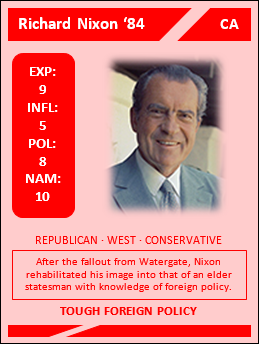 Richard Nixon ‘84 CA
EXP:
9
INFL:
5
POL:
8
NAM:
10
REPUBLICAN · WEST · CONSERVATIVE
After the fallout from Watergate, Nixon
rehabilitated his image into that of an elder
statesman with knowledge of foreign policy.
TOUGH FOREIGN POLICY